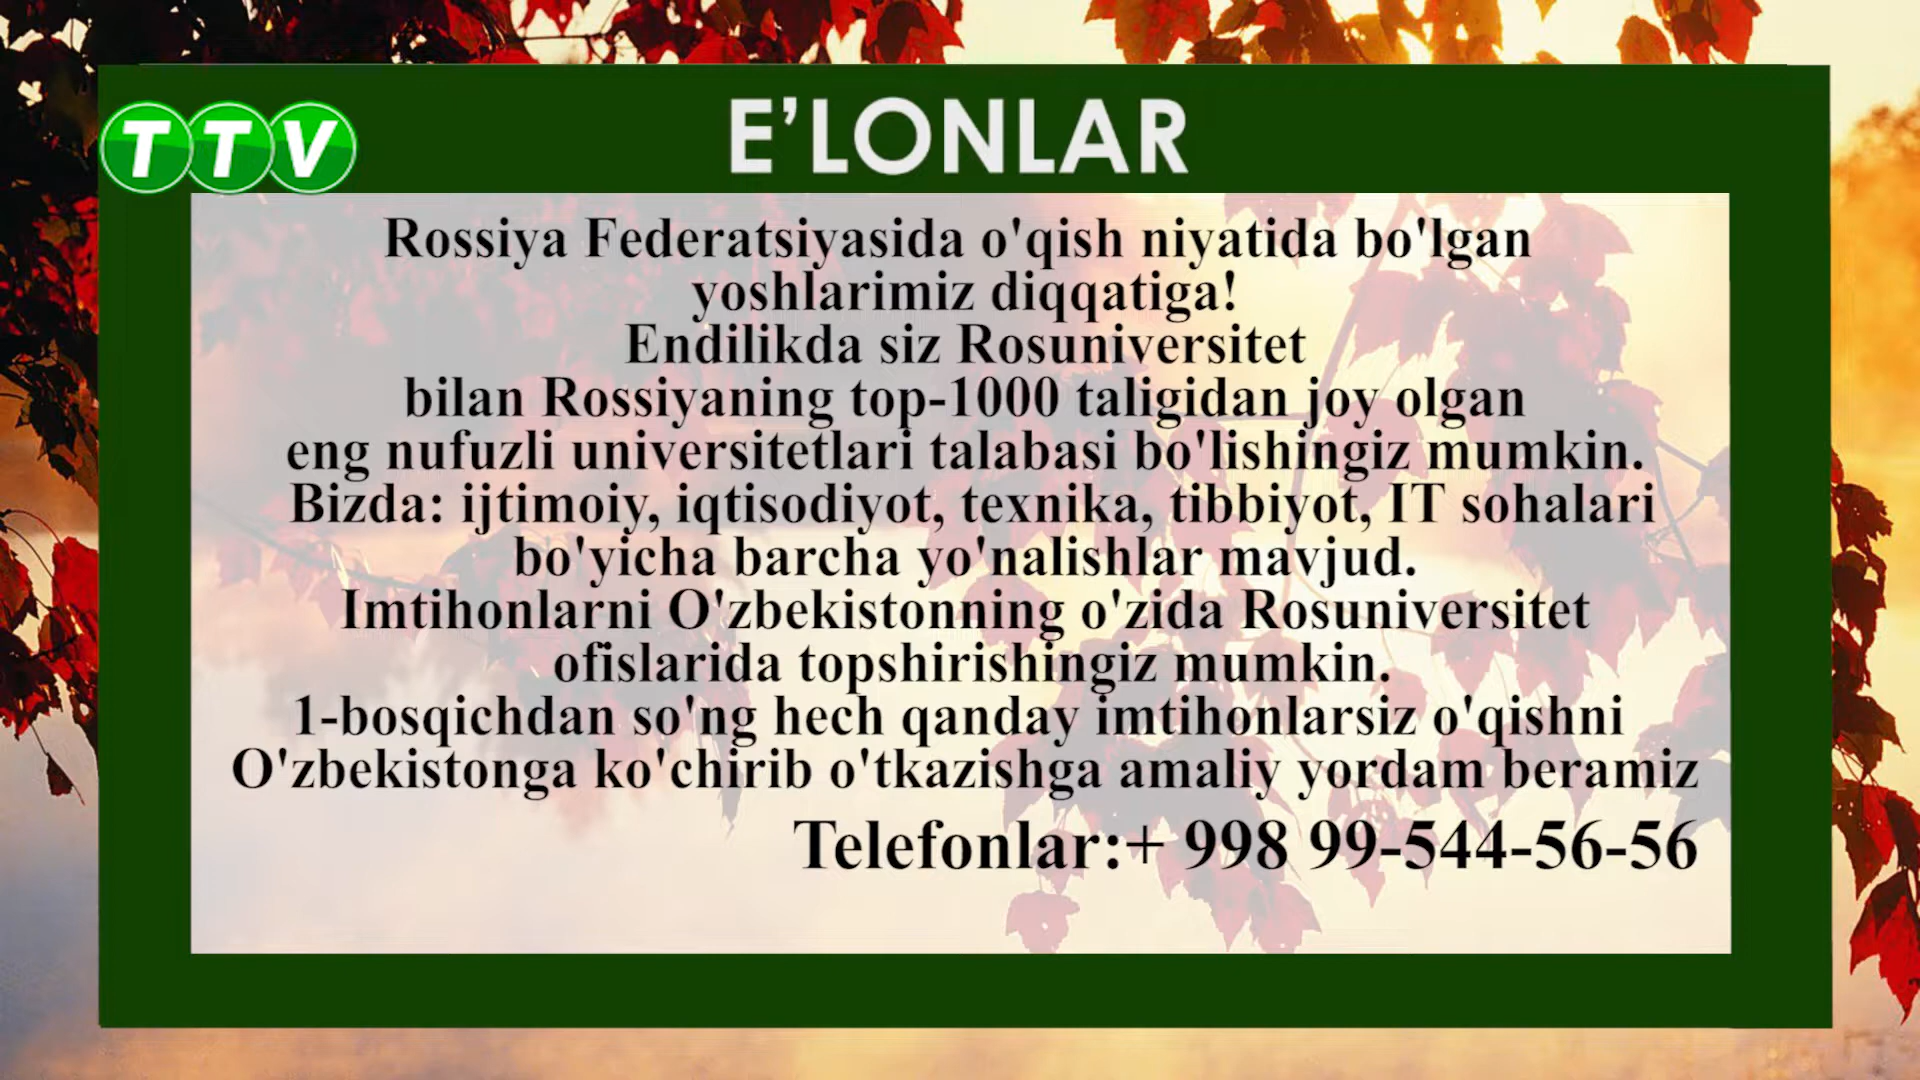 TTV
E’LONLAR
Rossiya Federatsiyasida o'qish niyatida bo'lgan
yoshlarimiz diqqatiga!
Endilikda siz Rosuniversitet
bilan Rossiyaning top-1000 taligidan joy olgan
eng nufuzli universitetlari talabasi bo'lishingiz mumkin.
Bizda: ijtimoiy, iqtisodiyot, texnika, tibbiyot, IT sohalari
bo'yicha barcha yo'nalishlar mavjud.
Imtihonlarni O'zbekistonning o'zida Rosuniversitet
ofislarida topshirishingiz mumkin.
1-bosqichdan so'ng hech qanday imtihonlarsiz o'qishni
O'zbekistonga ko'chirib o'tkazishga amaliy yordam beramiz
Telefonlar:+ 998 99-544-56-56